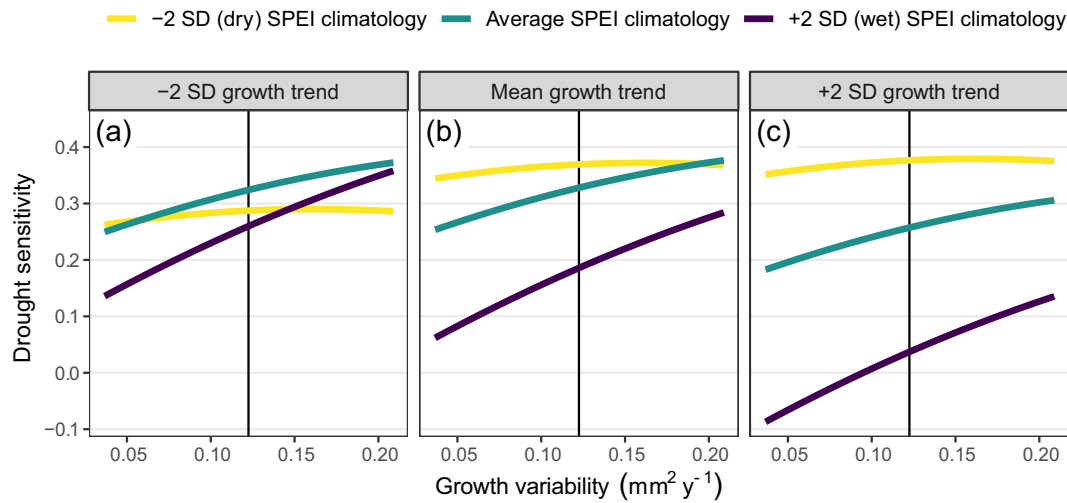 −2 SD (dry) SPEI climatology Average SPEI climatology +2 SD (wet) SPEI climatology
−2 SD growth trend Mean growth trend +2 SD growth trend
(a) (b) (c)
0.4
0.3
0.2
0.1
0.0
−0.1
Drought sensitivity
0.05 0.10 0.15 0.20 0.05 0.10 0.15 0.20 0.05 0.10 0.15 0.20
Growth variability (mm² y⁻¹)